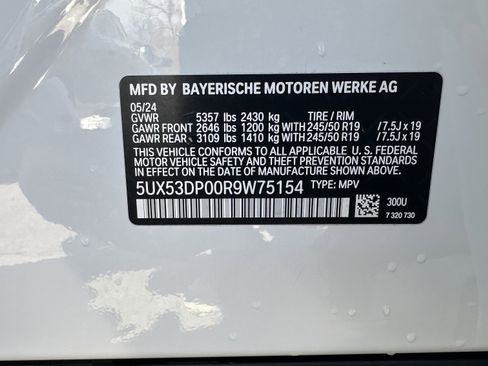 MFD BY BAYERISCHE MOTOREN WERKE AG
05/24
GVWR 5357 lbs 2430 kg TIRE / RIM
GAWR FRONT 2646 lbs 1200 kg WITH 245/50 R19 /7.5J x 19
GAWR REAR 3109 lbs 1410 kg WITH 245/50 R19 /7.5J x 19
THIS VEHICLE CONFORMS TO ALL APPLICABLE U. S. FEDERAL
MOTOR VEHICLE SAFETY, BUMPER, AND THEFT PREVENTION STANDARDS
IN EFFECT ON THE DATE OF MANUFACTURE SHOWN ABOVE.
5UX53DP00R9W75154 TYPE: MPV
300U
7 320 730